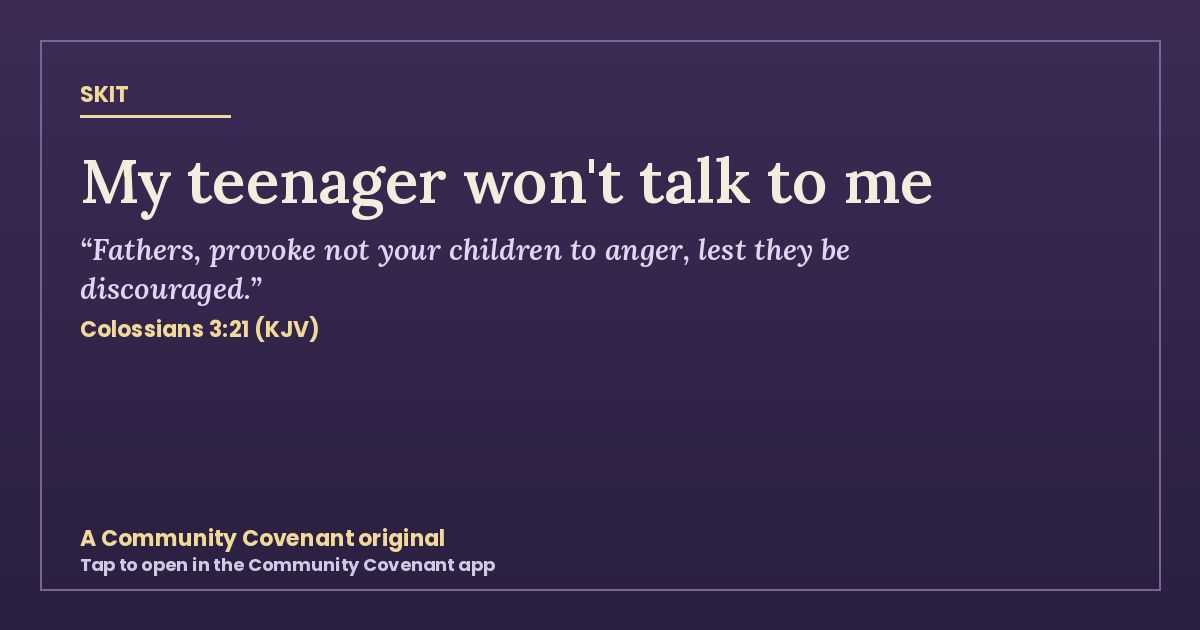 SKIT
My teenager won't talk to me
“Fathers, provoke not your children to anger, lest they be
discouraged.”
Colossians 3:21 (KJV)
A Community Covenant original
Tap to open in the Community Covenant app